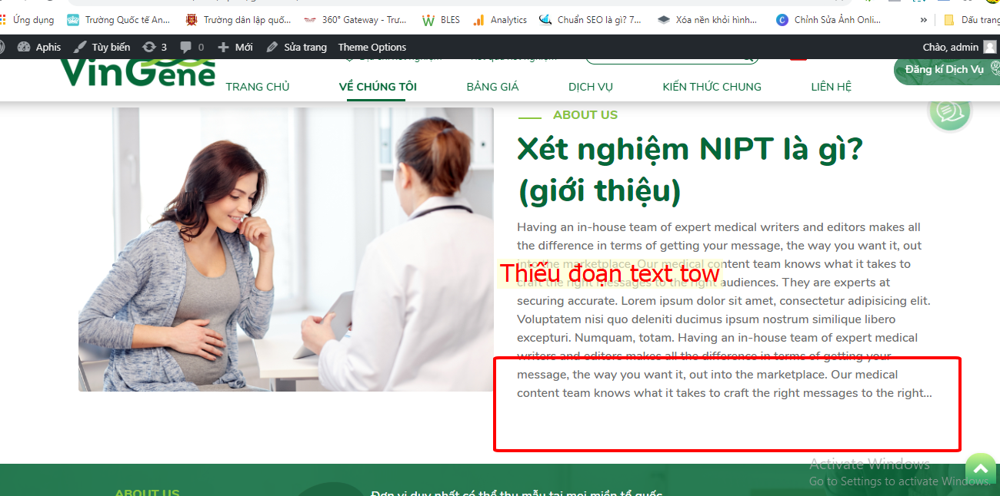 Ứng dụng Trường Quốc tế An... Trường dân lập quố... 360° Gateway - Trư... BLES Analytics Chuẩn SEO là gì? 7... Xóa nền khỏi hình... Chỉnh Sửa Ảnh Onli... » Dấu trang
Aphis Tùy biến 3 0 Mới Sửa trang Theme Options Chào, admin
VinGene
TRANG CHỦ VỀ CHÚNG TÔI BẢNG GIÁ DỊCH VỤ KIẾN THỨC CHUNG LIÊN HỆ Đăng kí Dịch Vụ
ABOUT US
Xét nghiệm NIPT là gì?
(giới thiệu)
Having an in-house team of expert medical writers and editors makes all
the difference in terms of getting your message, the way you want it, out
into the marketplace. Our medical content team knows what it takes to
Thiếu đoạn text tow
craft the right messages to the right audiences. They are experts at
securing accurate. Lorem ipsum dolor sit amet, consectetur adipisicing elit.
Voluptatem nisi quo deleniti ducimus ipsum nostrum similique libero
excepturi. Numquam, totam. Having an in-house team of expert medical
writers and editors makes all the difference in terms of getting your
message, the way you want it, out into the marketplace. Our medical
content team knows what it takes to craft the right messages to the right...
Activate Windows
Go to Settings to activate Windows.
ABOUT US
Đơn vị duy nhất có thể thu mẫu tại mọi miền tổ quốc